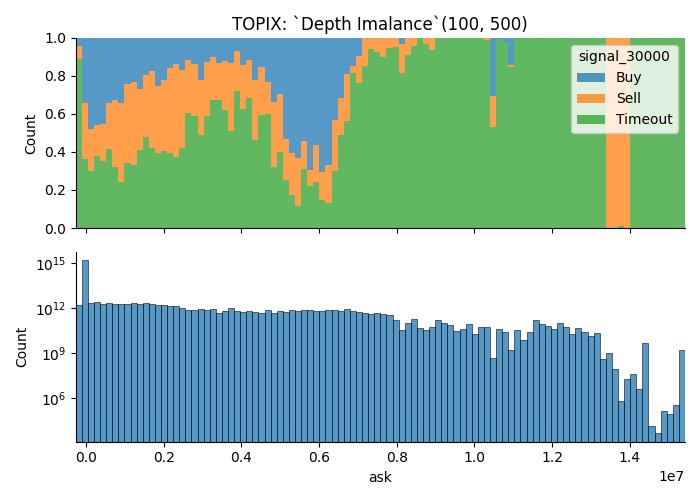 TOPIX: `Depth Imalance`(100, 500)
1.0
0.8
0.6
0.4
0.2
0.0
Count
signal_30000
Buy
Sell
Timeout
10^15
10^12
10^9
10^6
Count
0.0 0.2 0.4 0.6 0.8 1.0 1.2 1.4
1e7
ask